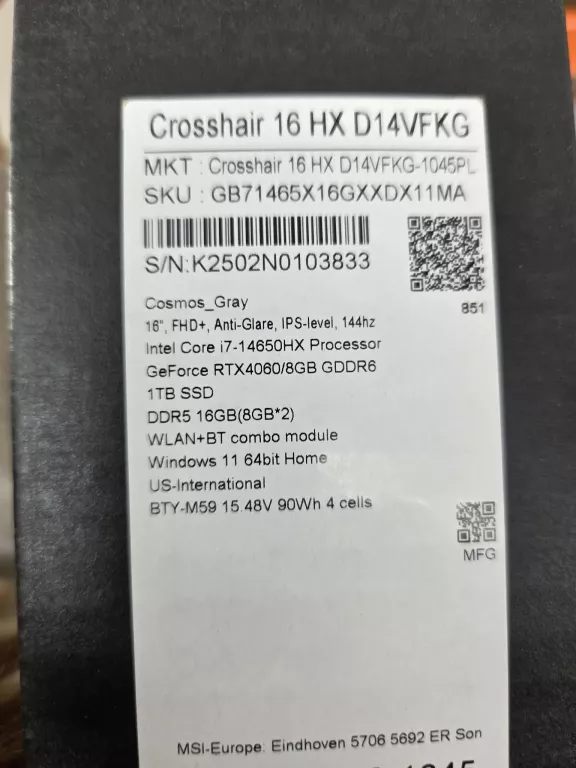 Crosshair 16 HX D14VFKG
MKT : Crosshair 16 HX D14VFKG-1045PL
SKU : GB71465X16GXXDX11MA
S/N:K2502N0103833
851
Cosmos_Gray
16", FHD+, Anti-Glare, IPS-level, 144hz
Intel Core i7-14650HX Processor
GeForce RTX4060/8GB GDDR6
1TB SSD
DDR5 16GB(8GB*2)
WLAN+BT combo module
Windows 11 64bit Home
US-International
BTY-M59 15.48V 90Wh 4 cells
MFG
MSI-Europe: Eindhoven 5706 5692 ER Son